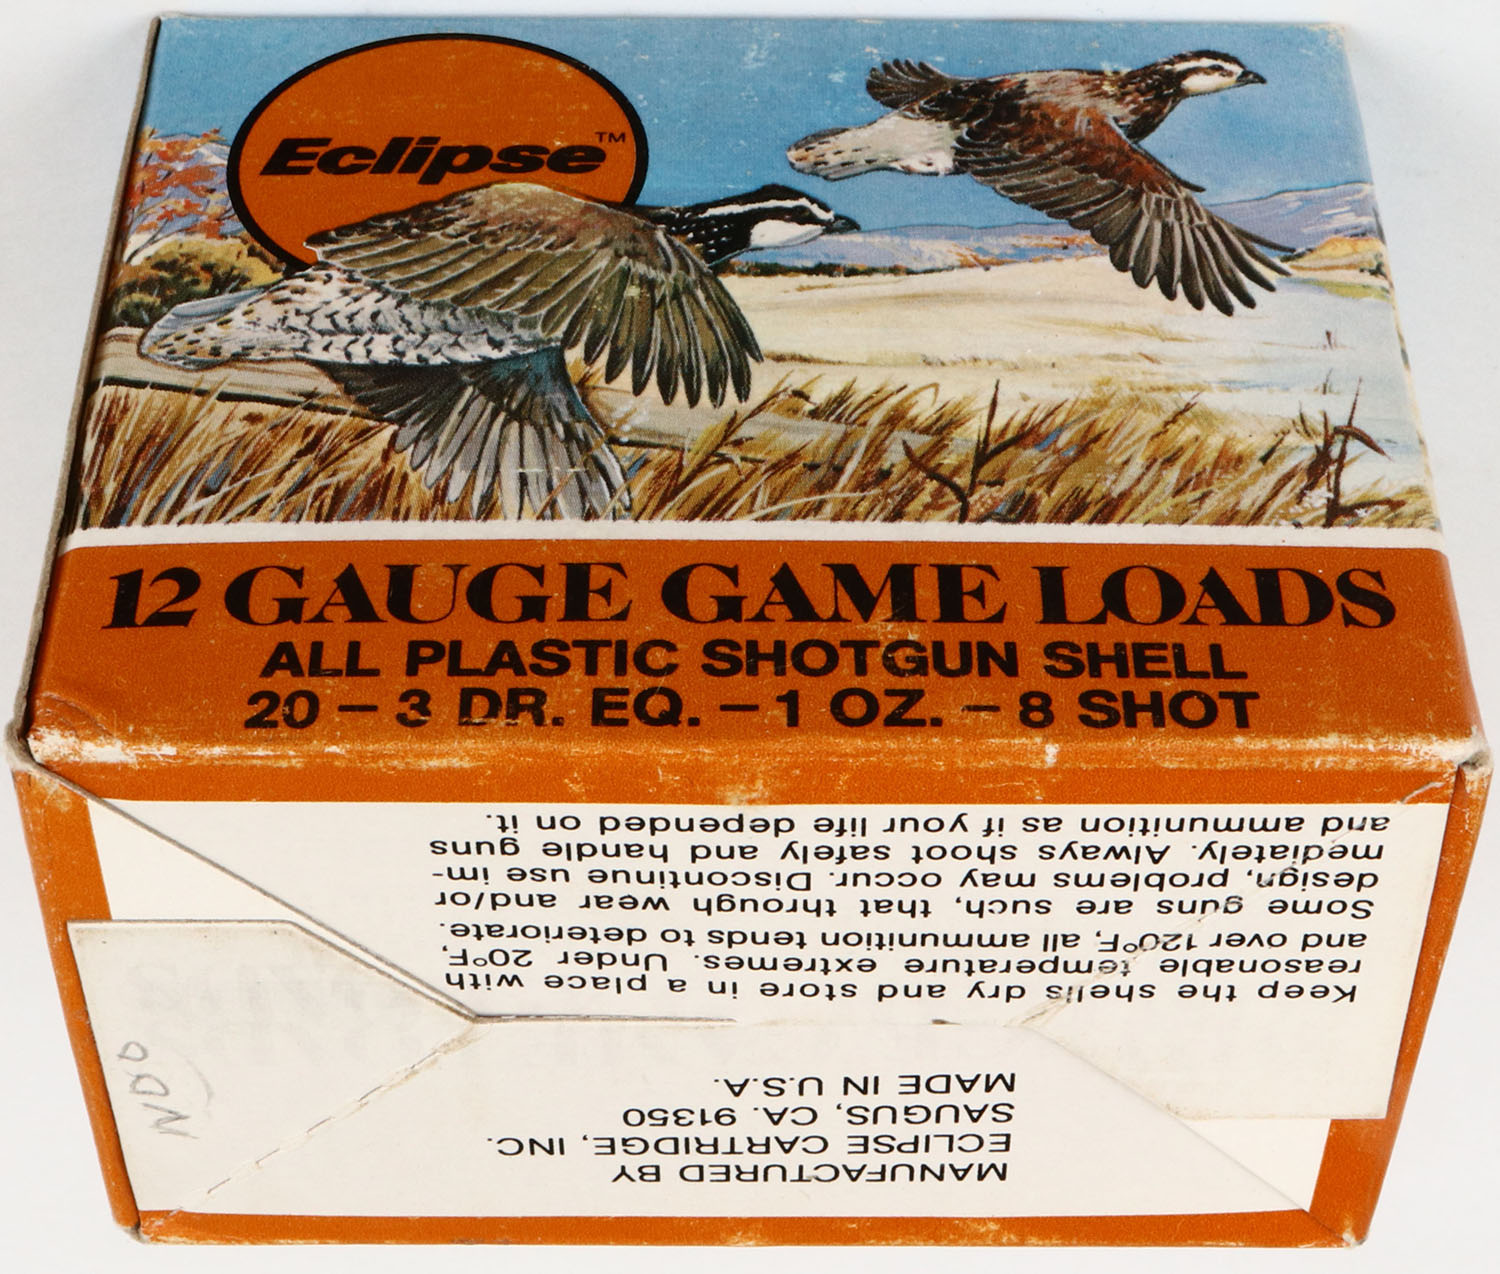 Eclipse™
12 GAUGE GAME LOADS
ALL PLASTIC SHOTGUN SHELL
20 – 3 DR. EQ. – 1 OZ. – 8 SHOT
Keep the shells dry and store in a place with
reasonable temperature extremes. Under 20°F,
and over 120°F, all ammunition tends to deteriorate.
Some guns are such, that through wear and/or
design, problems may occur. Discontinue use im-
mediately. Always shoot safely and handle guns
and ammunition as if your life depended on it.
MANUFACTURED BY
ECLIPSE CARTRIDGE, INC.
SAUGUS, CA. 91350
MADE IN U.S.A.